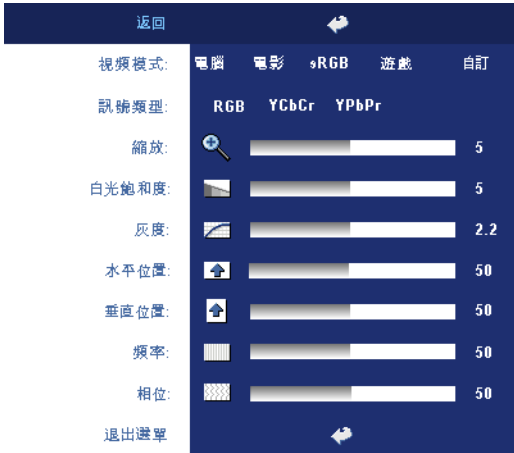 返回
視頻模式: 電腦 電影 sRGB 遊戲 自訂
訊號類型: RGB YCbCr YPbPr
縮放: 5
白光飽和度: 5
灰度: 2.2
水平位置: 50
垂直位置: 50
頻率: 50
相位: 50
退出選單